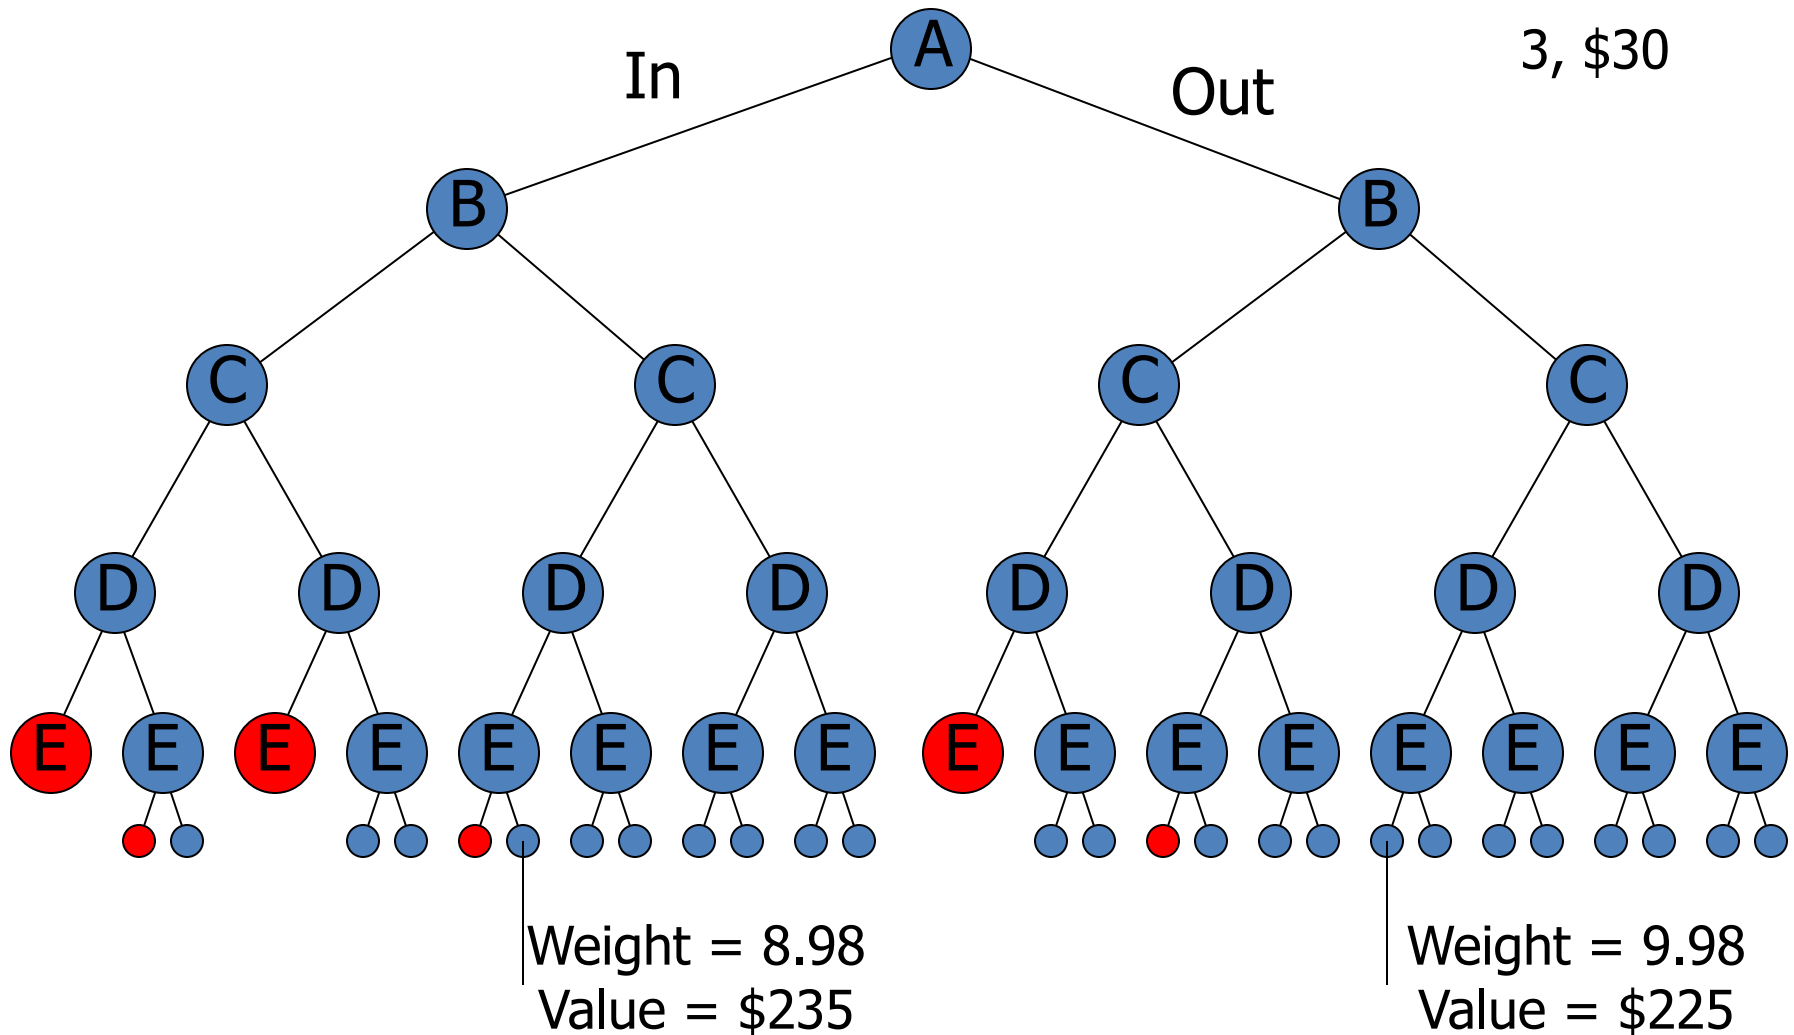 A
3, $30
In
Out
B B
C C C C
D D D D D D D D
E E E E E E E E E E E E E E E E
Weight = 8.98
Value = $235
Weight = 9.98
Value = $225